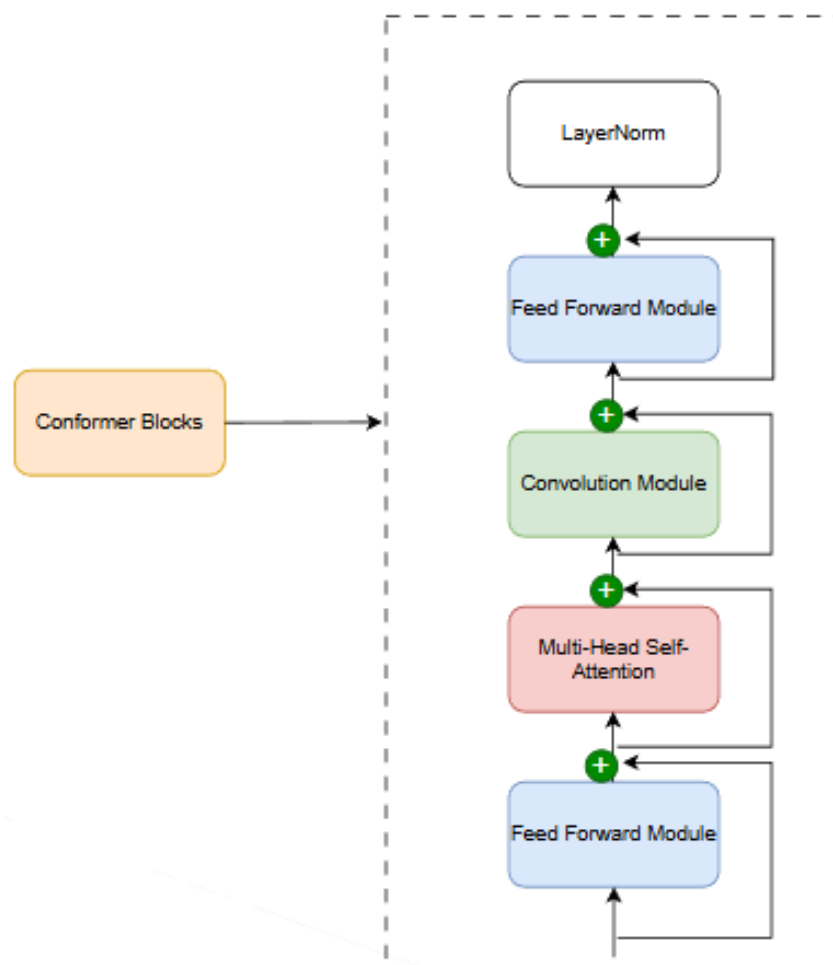 LayerNorm
+
Feed Forward Module
+
Conformer Blocks
Convolution Module
+
Multi-Head Self-
Attention
+
Feed Forward Module